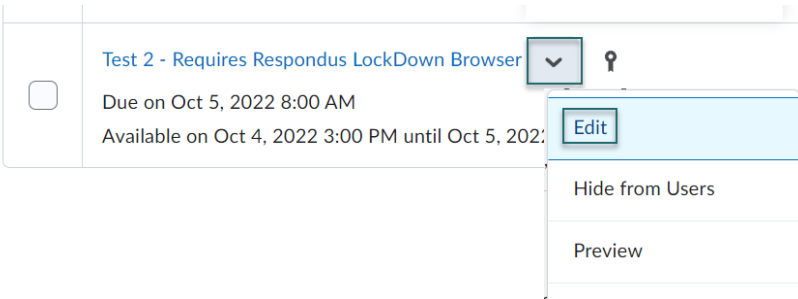 Test 2 - Requires Respondus LockDown Browser
Due on Oct 5, 2022 8:00 AM
Available on Oct 4, 2022 3:00 PM until Oct 5, 2022
Edit
Hide from Users
Preview